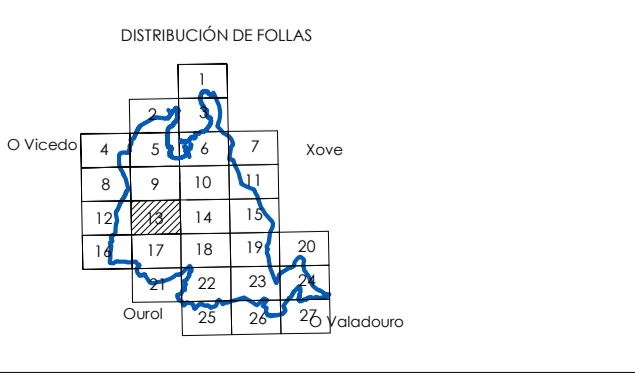 DISTRIBUCIÓN DE FOLLAS
1
2 3
O Vicedo 4 5 6 7 Xove
8 9 10 11
12 13 14 15
16 17 18 19 20
21 22 23 24
Ourol 25 26 27 O Valadouro